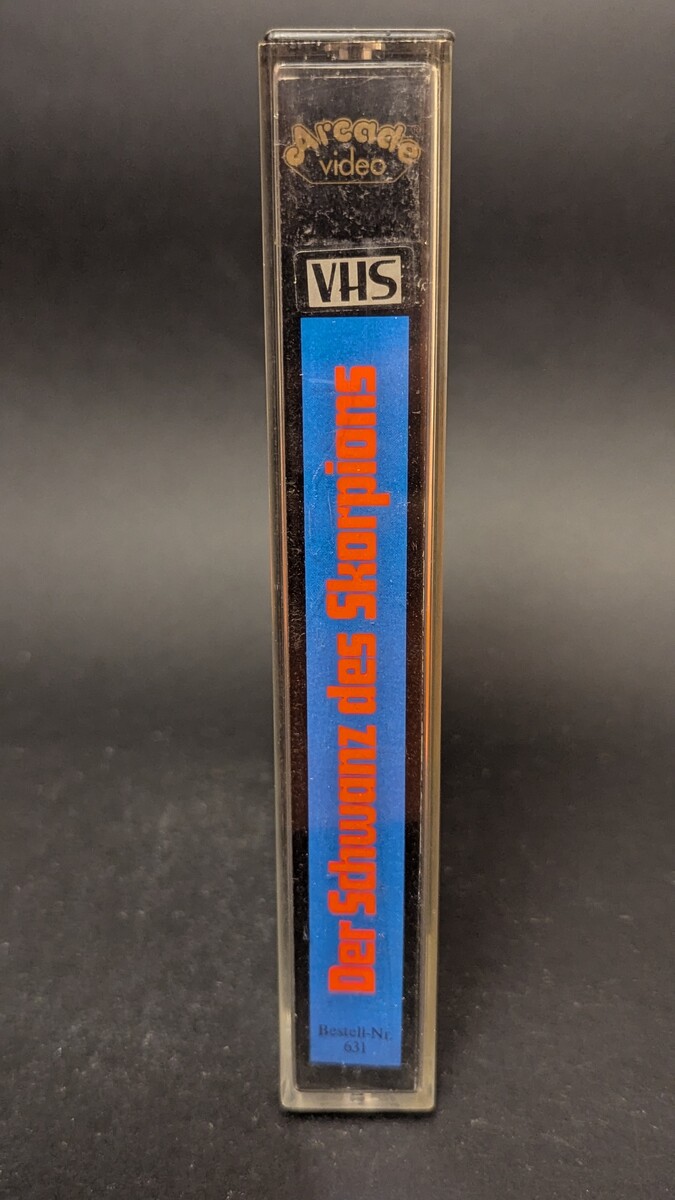 Arcade
video
VHS
Der Schwanz des Skorpions
Bestell-Nr.
631